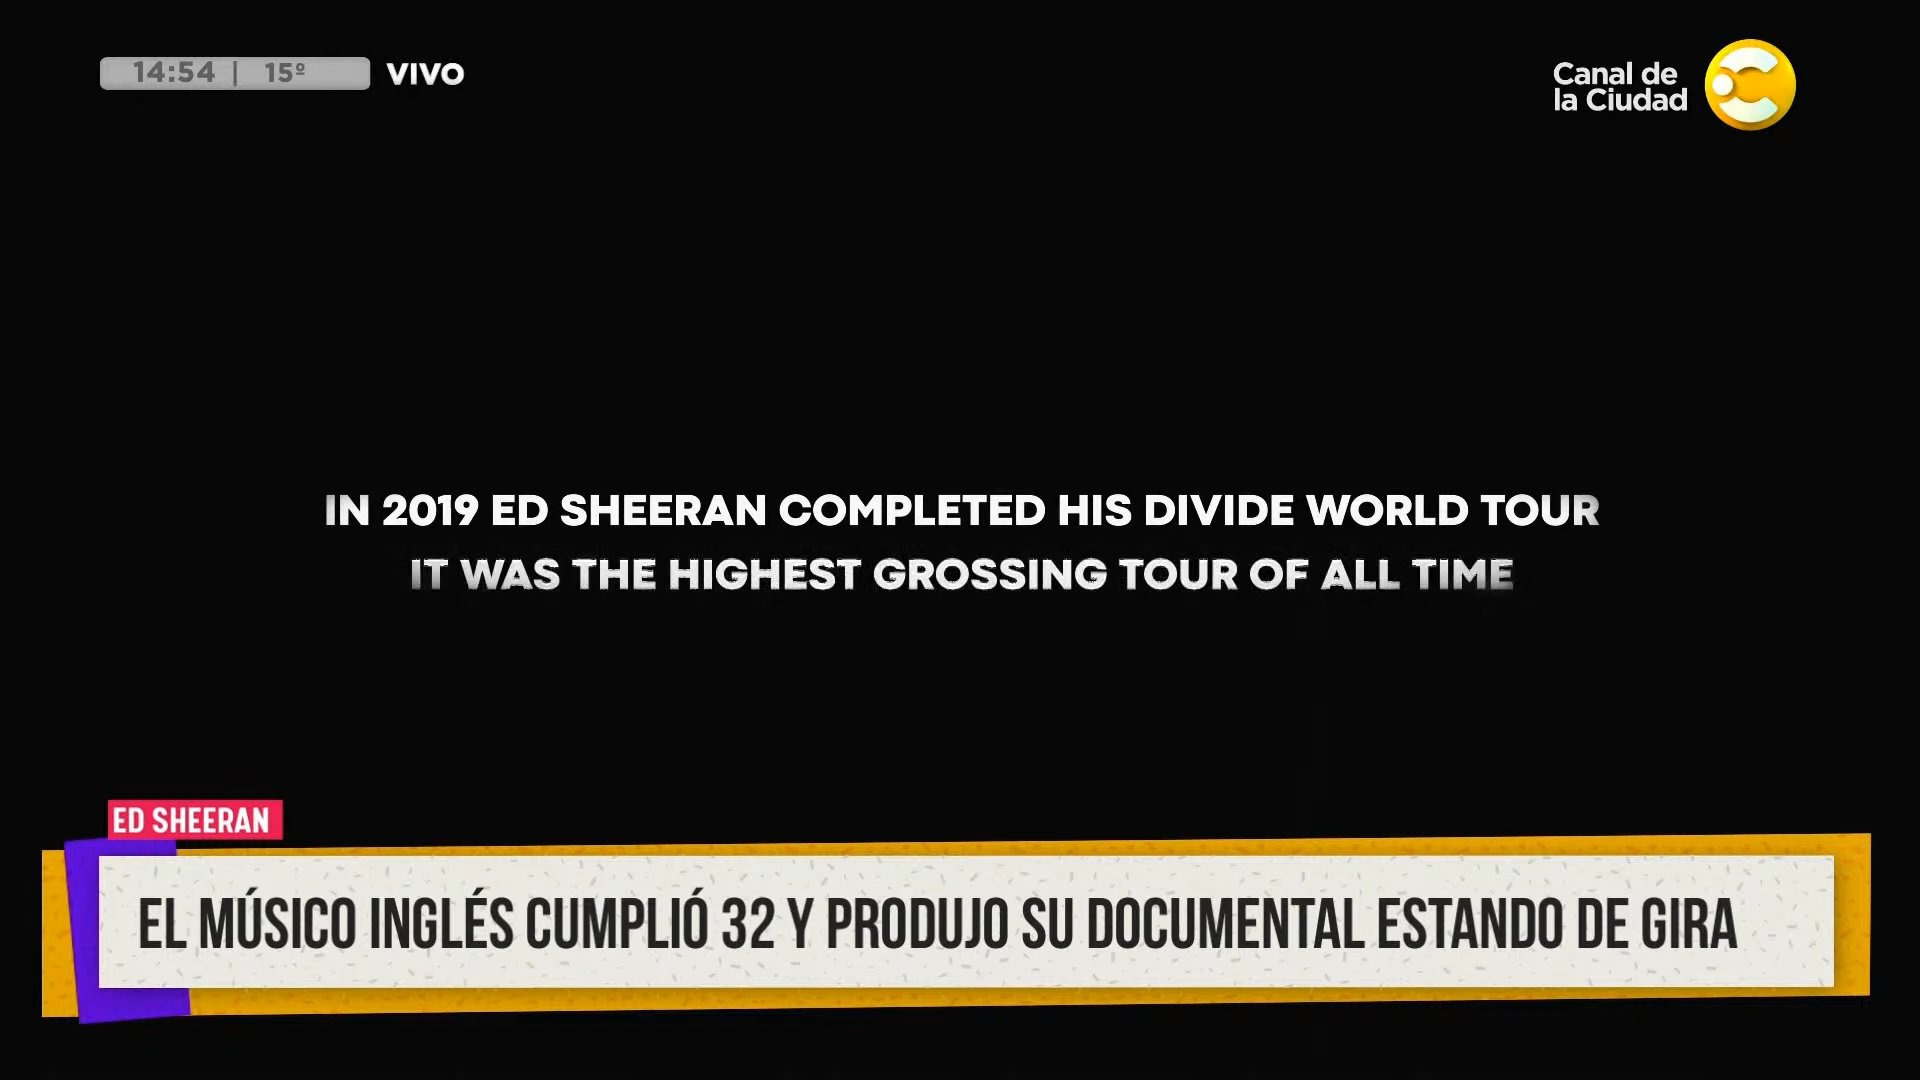 14:54 | 15º VIVO
Canal de
la Ciudad
IN 2019 ED SHEERAN COMPLETED HIS DIVIDE WORLD TOUR
IT WAS THE HIGHEST GROSSING TOUR OF ALL TIME
ED SHEERAN
EL MÚSICO INGLÉS CUMPLIÓ 32 Y PRODUJO SU DOCUMENTAL ESTANDO DE GIRA